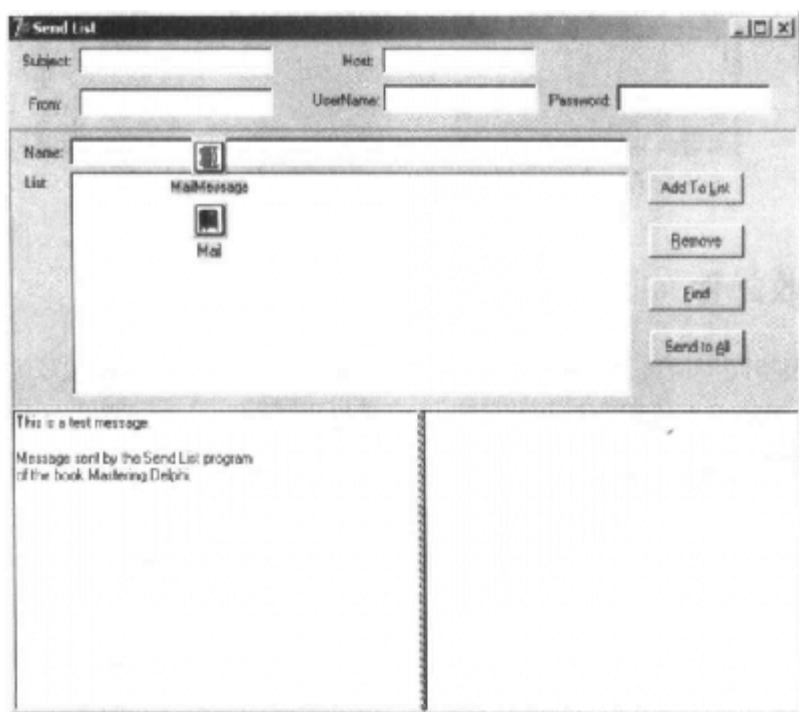 Send List
Subject: Host:
From: UserName: Password:
Name:
List
MailMessage
Mail
Add To List
Remove
Find
Send to All
This is a test message.
Message sent by the Send List program
of the book Mastering Delphi